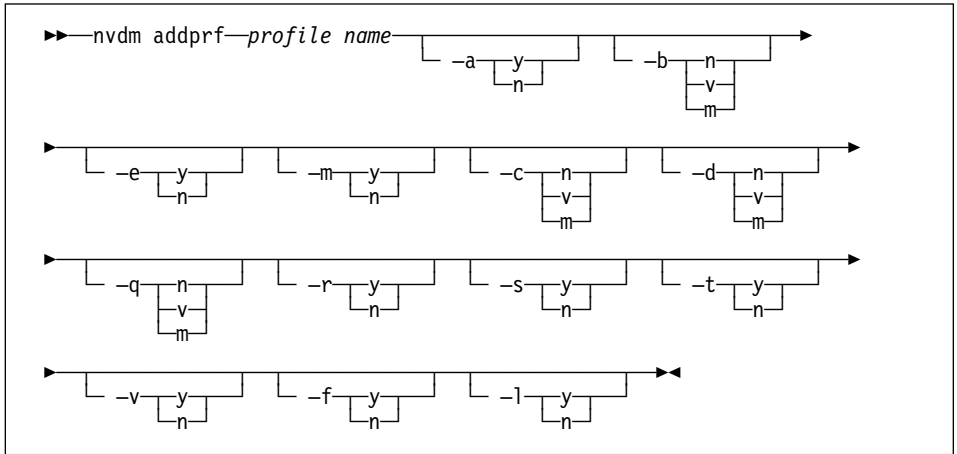 nvdm addprf profile name
–a y –b n
n v
m
–e y –m y –c n –d n
n n v v
m m
–q n –r y –s y –t y
v n n n
m
–v y –f y –l y
n n n